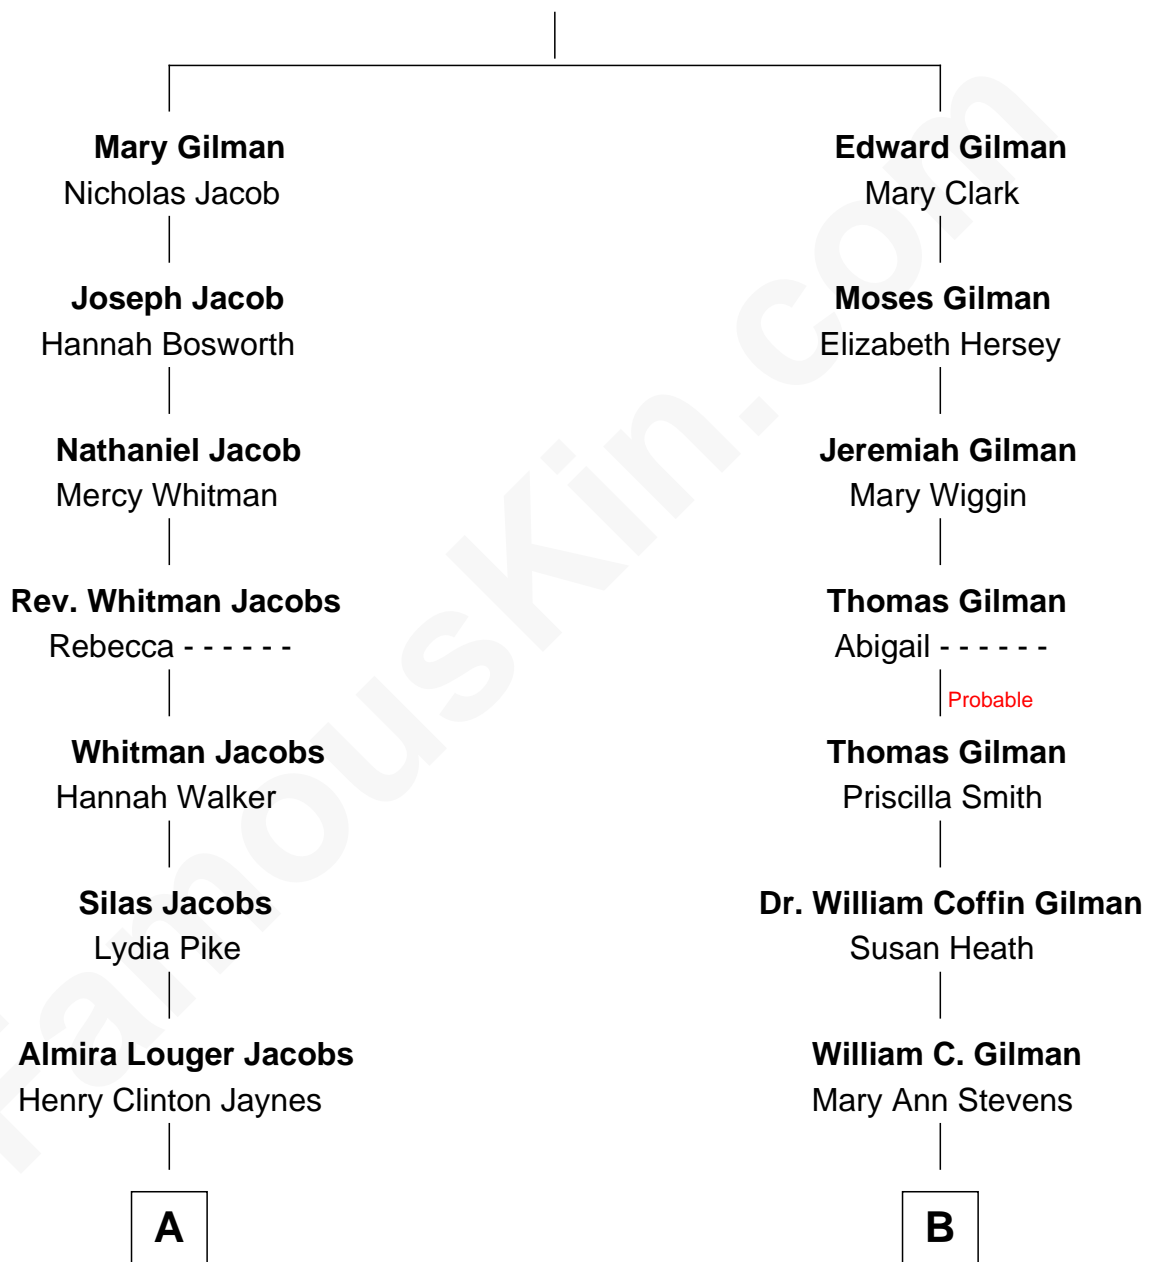 Mary Gilman
Nicholas Jacob
Edward Gilman
Mary Clark
Joseph Jacob
Hannah Bosworth
Moses Gilman
Elizabeth Hersey
Nathaniel Jacob
Mercy Whitman
Jeremiah Gilman
Mary Wiggin
Rev. Whitman Jacobs
Rebecca - - - - - -
Thomas Gilman
Abigail - - - - - -
Probable
Whitman Jacobs
Hannah Walker
Thomas Gilman
Priscilla Smith
Silas Jacobs
Lydia Pike
Dr. William Coffin Gilman
Susan Heath
Almira Louger Jacobs
Henry Clinton Jaynes
William C. Gilman
Mary Ann Stevens
A
B
FamousKin.com